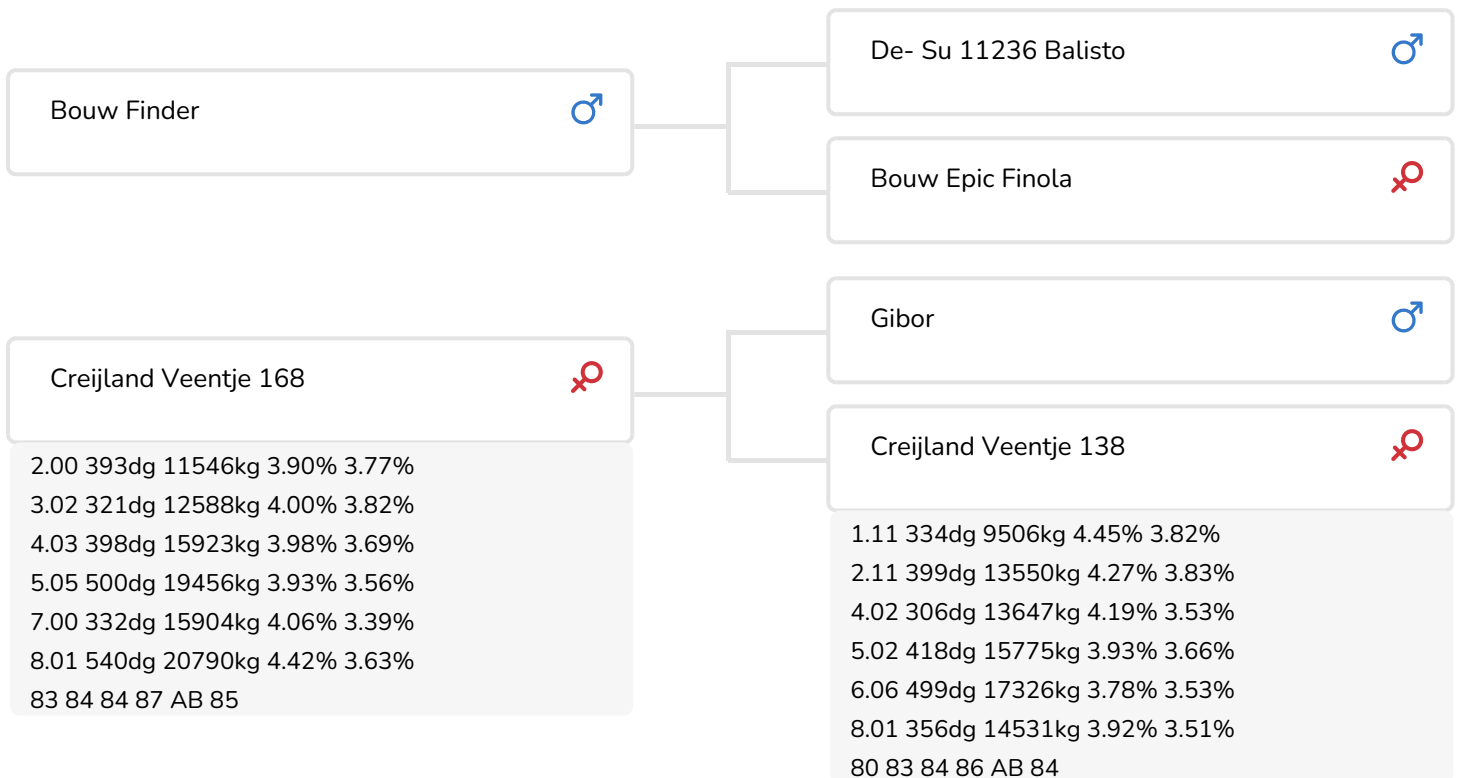 Bouw Finder
De- Su 11236 Balisto
Bouw Epic Finola
Creijland Veentje 168
2.00 393dg 11546kg 3.90% 3.77%
3.02 321dg 12588kg 4.00% 3.82%
4.03 398dg 15923kg 3.98% 3.69%
5.05 500dg 19456kg 3.93% 3.56%
7.00 332dg 15904kg 4.06% 3.39%
8.01 540dg 20790kg 4.42% 3.63%
83 84 84 87 AB 85
Gibor
Creijland Veentje 138
1.11 334dg 9506kg 4.45% 3.82%
2.11 399dg 13550kg 4.27% 3.83%
4.02 306dg 13647kg 4.19% 3.53%
5.02 418dg 15775kg 3.93% 3.66%
6.06 499dg 17326kg 3.78% 3.53%
8.01 356dg 14531kg 3.92% 3.51%
80 83 84 86 AB 84